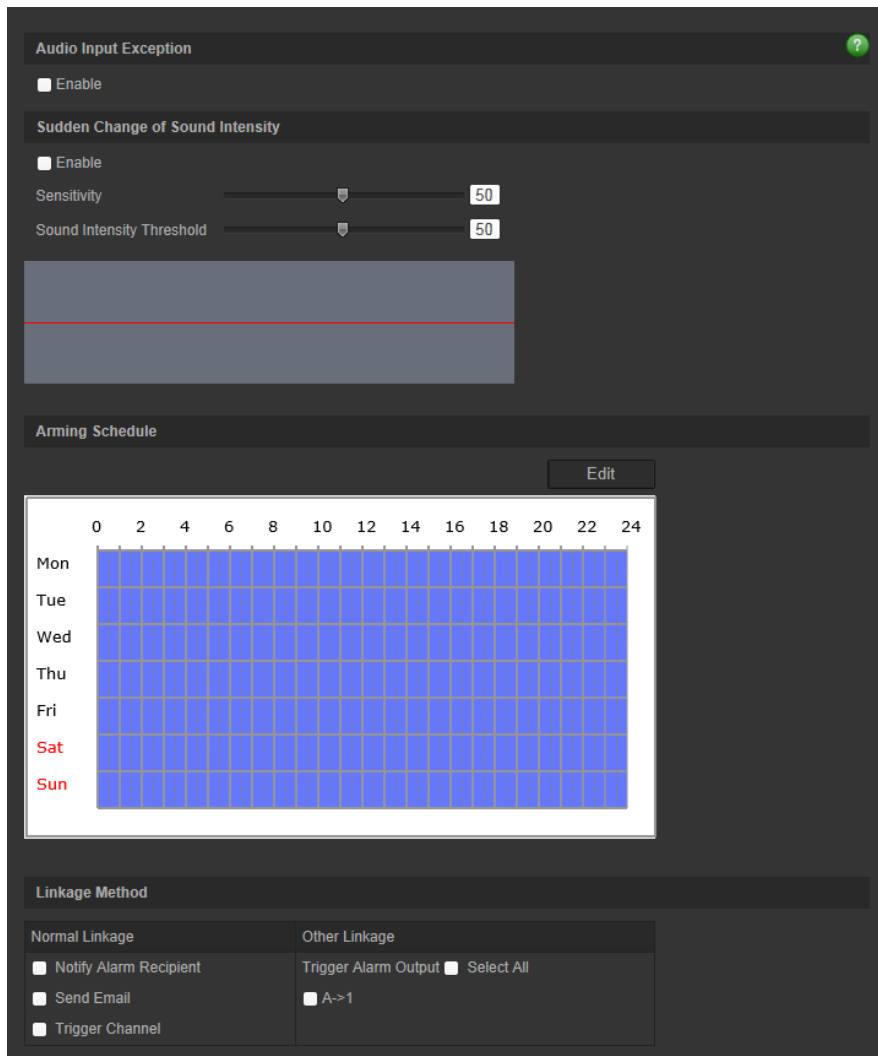 Audio Input Exception
?
Enable
Sudden Change of Sound Intensity
Enable
Sensitivity 50
Sound Intensity Threshold 50
Arming Schedule
Edit
0 2 4 6 8 10 12 14 16 18 20 22 24
Mon
Tue
Wed
Thu
Fri
Sat
Sun
Linkage Method
Normal Linkage Other Linkage
Notify Alarm Recipient Trigger Alarm Output Select All
Send Email A->1
Trigger Channel